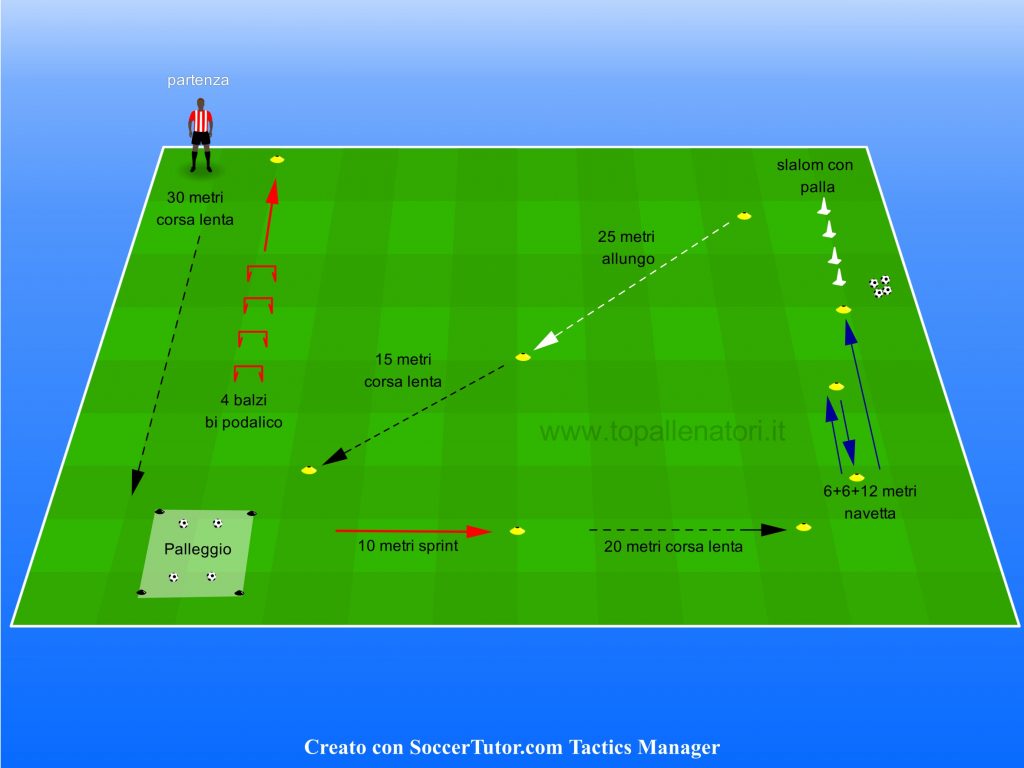 partenza
30 metri
corsa lenta
slalom con
palla
25 metri
allungo
15 metri
corsa lenta
4 balzi
bi podalico
www.topallenatori.it
6+6+12 metri
navetta
Palleggio
10 metri sprint
20 metri corsa lenta
Creato con SoccerTutor.com Tactics Manager